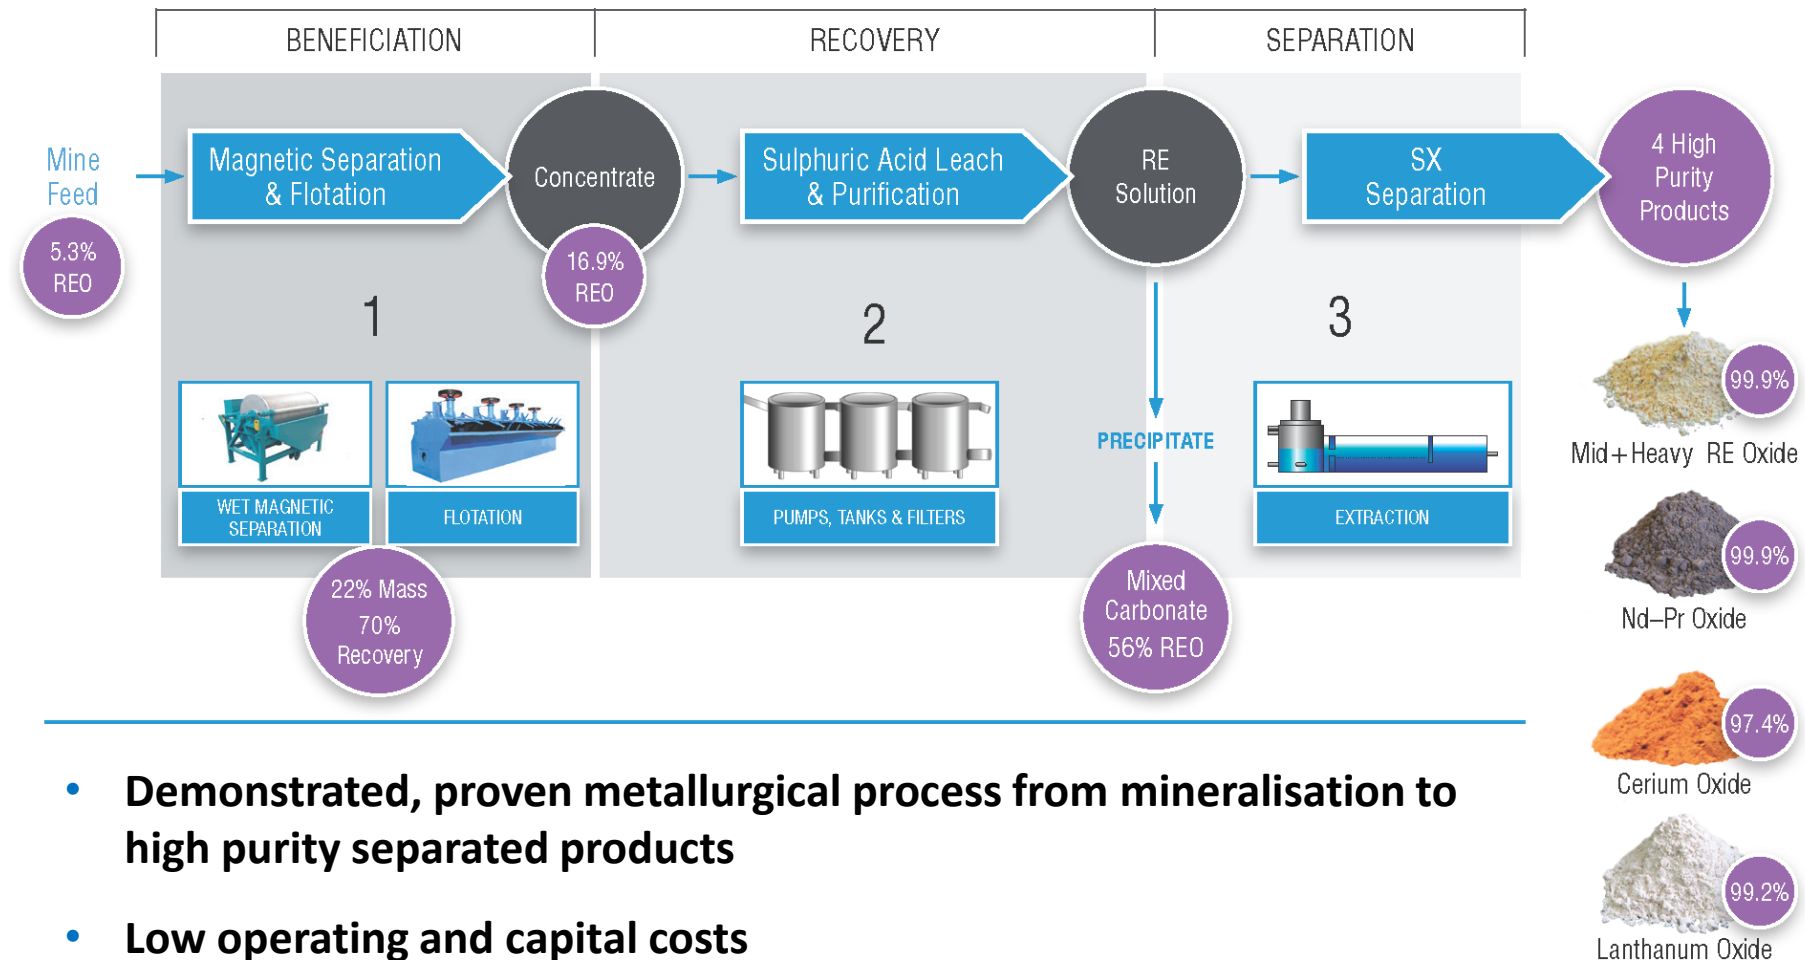 BENEFICIATION
RECOVERY
SEPARATION
Mine
Feed
5.3%
REO
Magnetic Separation
& Flotation
Concentrate
16.9%
REO
Sulphuric Acid Leach
& Purification
RE
Solution
SX
Separation
4 High
Purity
Products
1
2
3
WET MAGNETIC
SEPARATION
FLOTATION
22% Mass
70%
Recovery
PUMPS, TANKS & FILTERS
PRECIPITATE
Mixed
Carbonate
56% REO
EXTRACTION
99.9%
Mid+Heavy RE Oxide
99.9%
Nd–Pr Oxide
97.4%
Cerium Oxide
99.2%
Lanthanum Oxide
• Demonstrated, proven metallurgical process from mineralisation to
high purity separated products
• Low operating and capital costs